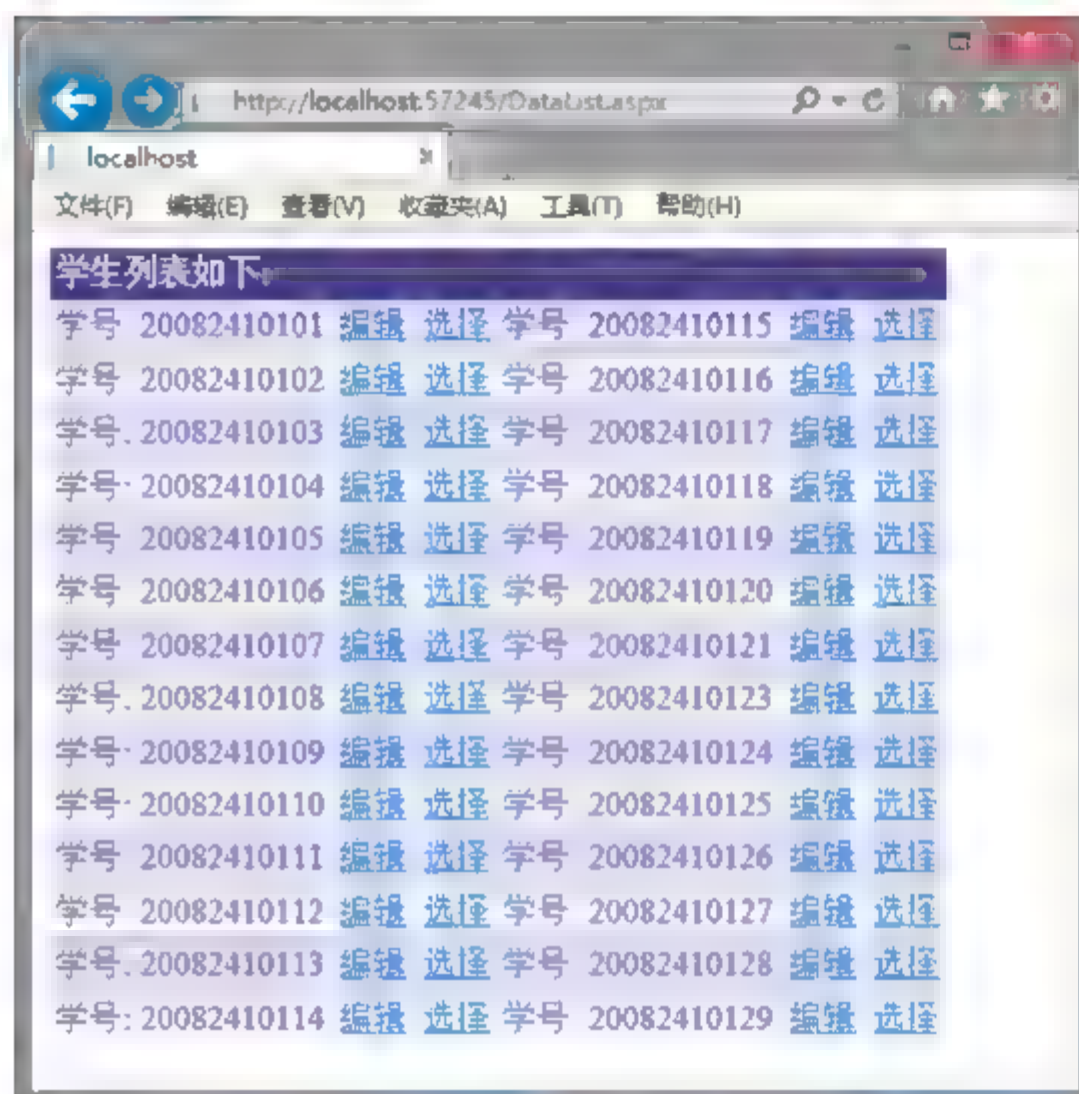 http://localhost:57245/DataList.aspx
localhost
文件(F) 编辑(E) 查看(V) 收藏夹(A) 工具(T) 帮助(H)
学生列表如下:
学号: 20082410101 编辑 选择 学号: 20082410115 编辑 选择
学号: 20082410102 编辑 选择 学号: 20082410116 编辑 选择
学号: 20082410103 编辑 选择 学号: 20082410117 编辑 选择
学号: 20082410104 编辑 选择 学号: 20082410118 编辑 选择
学号: 20082410105 编辑 选择 学号: 20082410119 编辑 选择
学号: 20082410106 编辑 选择 学号: 20082410120 编辑 选择
学号: 20082410107 编辑 选择 学号: 20082410121 编辑 选择
学号: 20082410108 编辑 选择 学号: 20082410123 编辑 选择
学号: 20082410109 编辑 选择 学号: 20082410124 编辑 选择
学号: 20082410110 编辑 选择 学号: 20082410125 编辑 选择
学号: 20082410111 编辑 选择 学号: 20082410126 编辑 选择
学号: 20082410112 编辑 选择 学号: 20082410127 编辑 选择
学号: 20082410113 编辑 选择 学号: 20082410128 编辑 选择
学号: 20082410114 编辑 选择 学号: 20082410129 编辑 选择